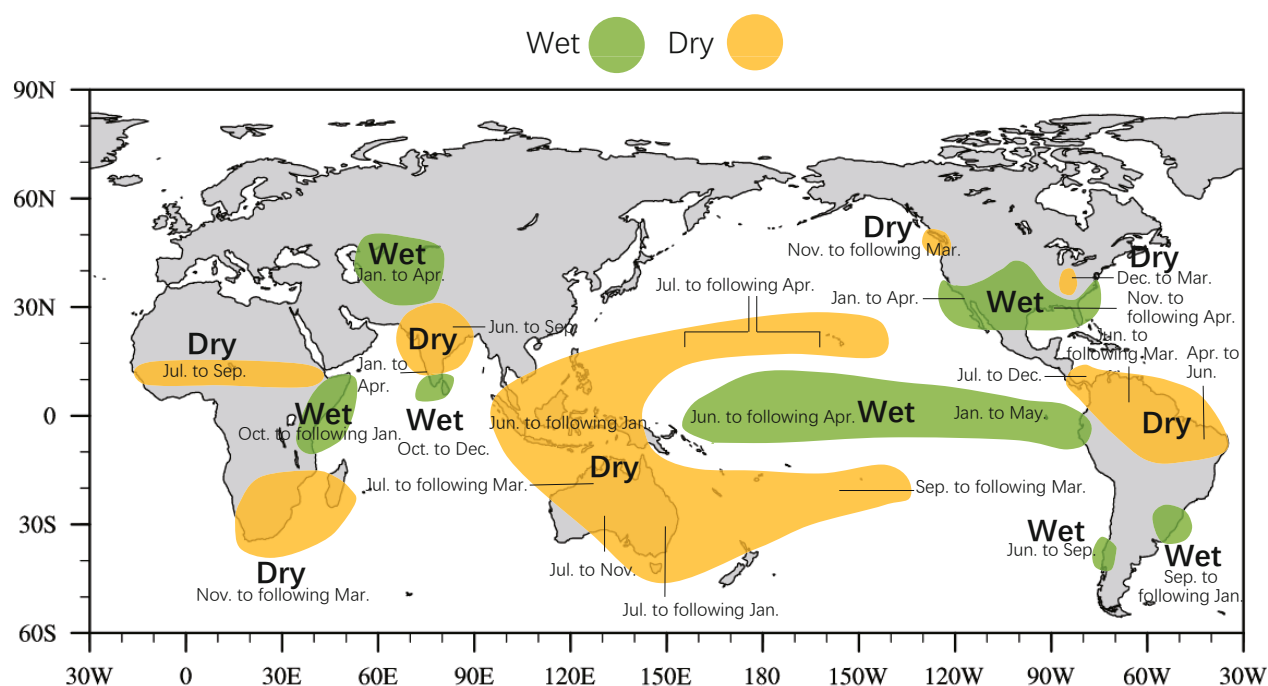 Wet Dry
90N
60N
30N
0
30S
60S
30W 0 30E 60E 90E 120E 150E 180 150W 120W 90W 60W 30W
Wet
Jan. to Apr.
Dry
Nov. to following Mar.
Dry
Dec. to Mar.
Jul. to following Apr.
Jan. to Apr.
Wet
Nov. to
following Apr.
Dry
Jul. to Sep.
Dry
Jun. to Sep.
Jan. to
Apr.
Jun. to
following Mar.
Apr. to
Jun.
Jul. to Dec.
Wet
Oct. to following Jan.
Wet
Oct. to Dec.
Jun. to following Jan.
Jun. to following Apr.
Wet
Jan. to May.
Dry
Dry
Jul. to following Mar.
Sep. to following Mar.
Wet
Jun. to Sep.
Wet
Sep. to
following Jan.
Dry
Nov. to following Mar.
Jul. to Nov.
Jul. to following Jan.